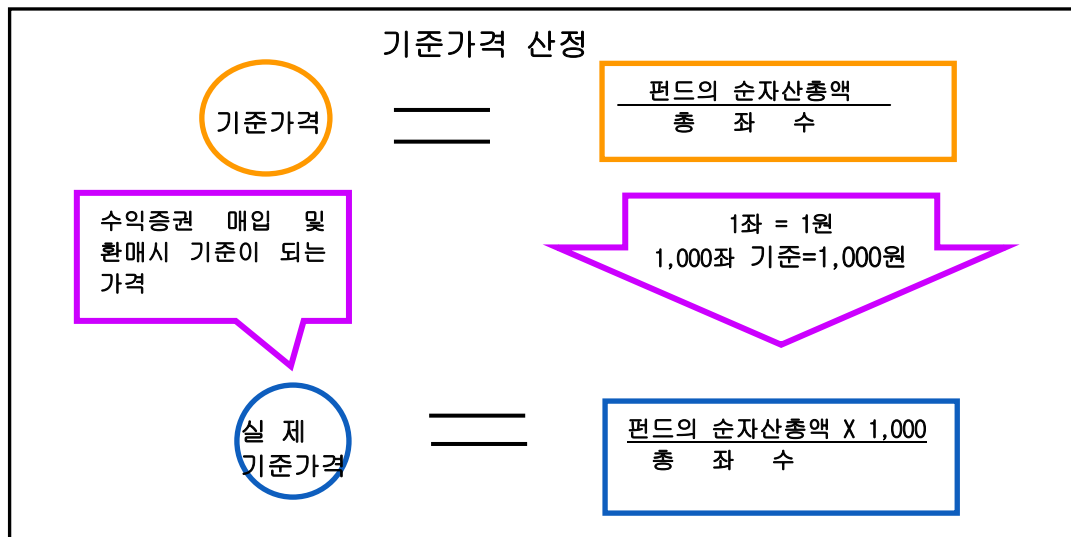 기준가격 산정
기준가격
펀드의 순자산총액
총 좌 수
수익증권 매입 및
환매시 기준이 되는
가격
1좌 = 1원
1,000좌 기준=1,000원
실 제
기준가격
펀드의 순자산총액 X 1,000
총 좌 수